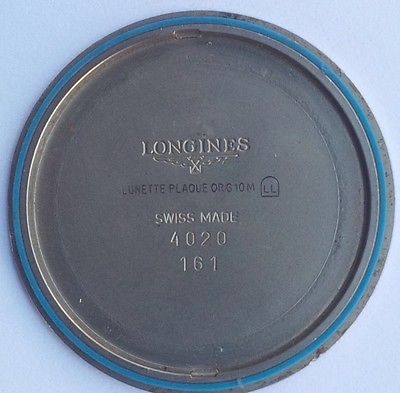 LONGINES
LUNETTE PLAQUE OR G 10 M LL
SWISS MADE
4020
161